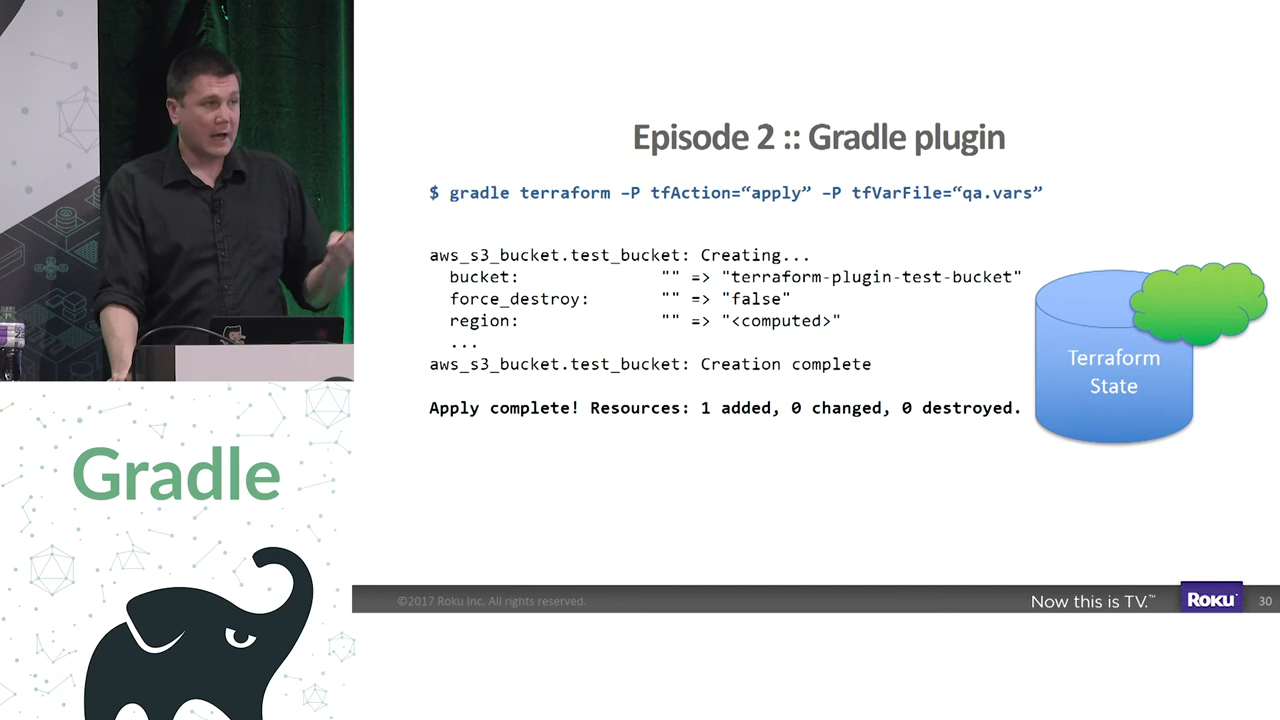 Episode 2 :: Gradle plugin
$ gradle terraform –P tfAction=“apply” –P tfVarFile=“qa.vars”
aws_s3_bucket.test_bucket: Creating...
bucket: "" => "terraform-plugin-test-bucket"
force_destroy: "" => "false"
region: "" => "<computed>"
...
aws_s3_bucket.test_bucket: Creation complete
Apply complete! Resources: 1 added, 0 changed, 0 destroyed.
Terraform
State
Gradle
©2017 Roku Inc. All rights reserved.
Now this is TV.™
ROKU
30